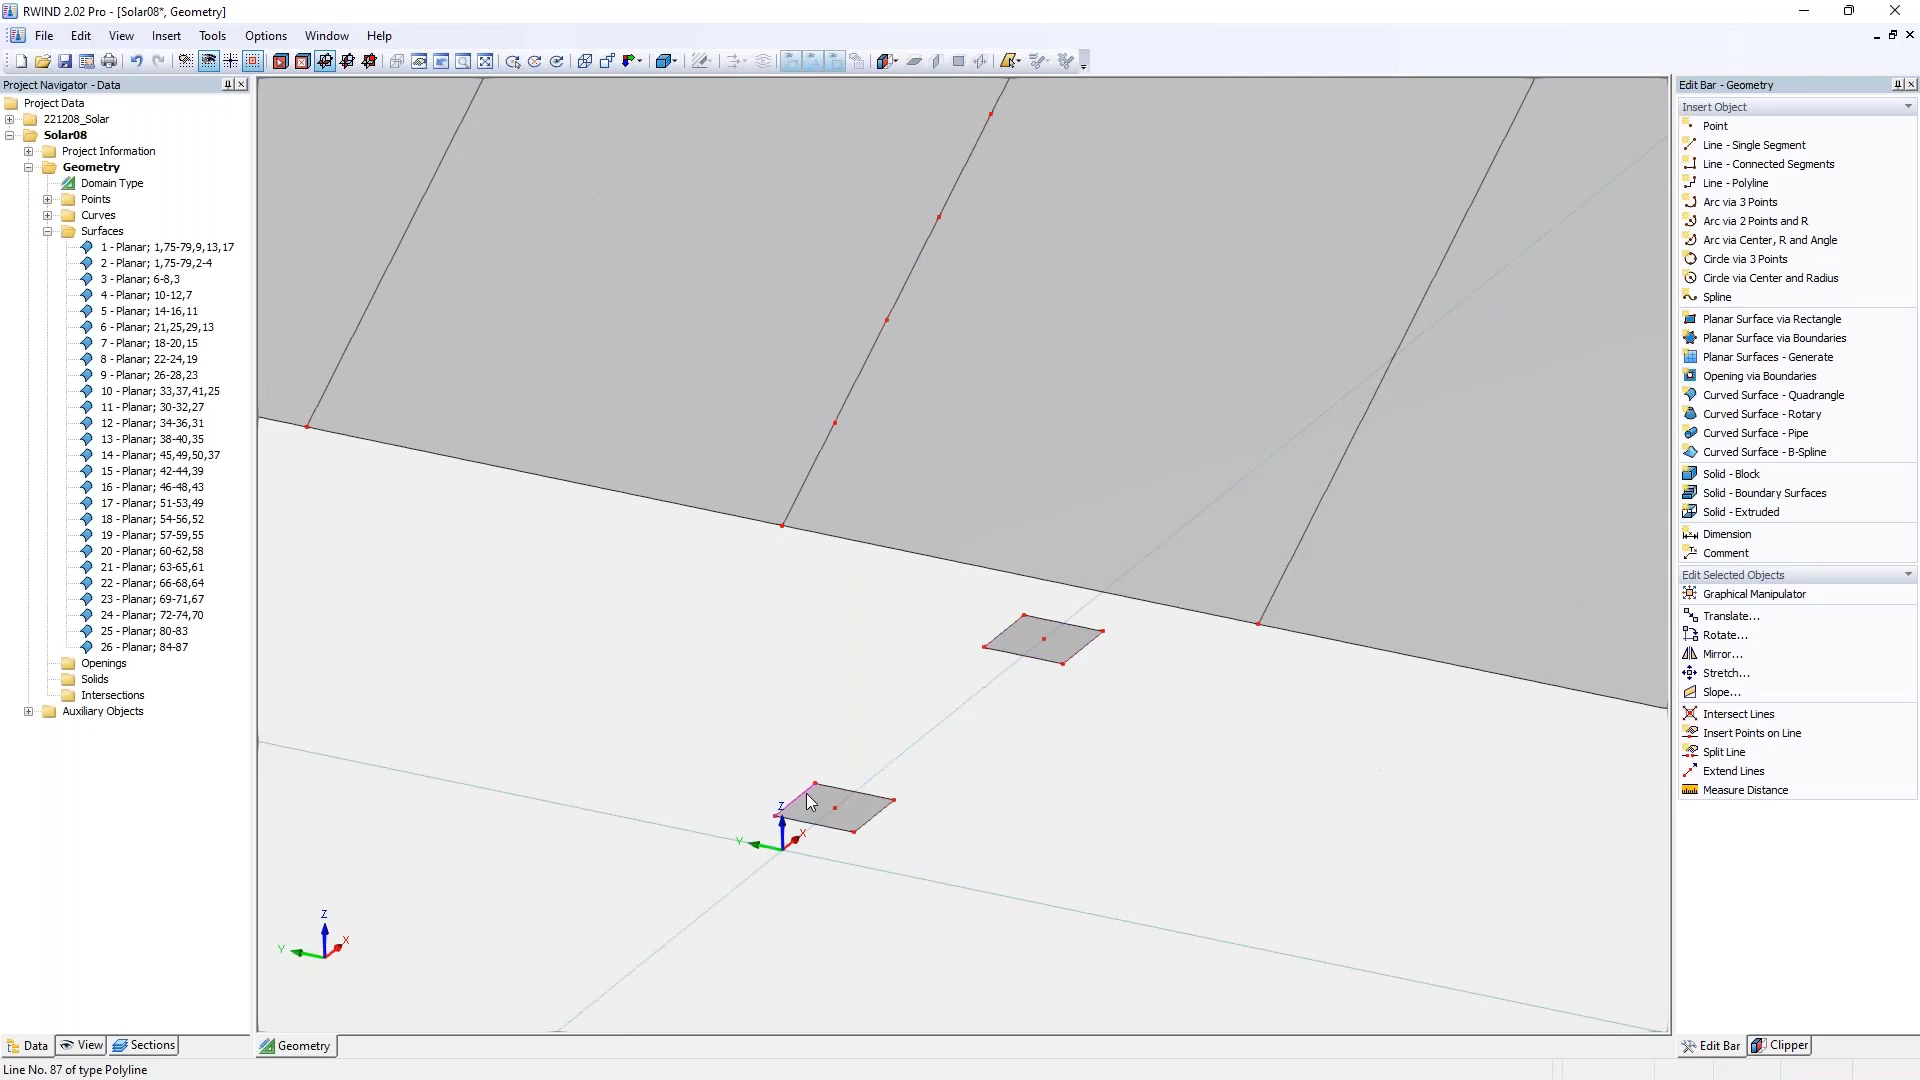 RWIND 2.02 Pro - [Solar08*, Geometry]
File Edit View Insert Tools Options Window Help
Project Navigator - Data
Project Data
221208_Solar
Solar08
Project Information
Geometry
Domain Type
Points
Curves
Surfaces
1 - Planar; 1,75-79,9,13,17
2 - Planar; 1,75-79,2-4
3 - Planar; 6-8,3
4 - Planar; 10-12,7
5 - Planar; 14-16,11
6 - Planar; 21,25,29,13
7 - Planar; 18-20,15
8 - Planar; 22-24,19
9 - Planar; 26-28,23
10 - Planar; 33,37,41,25
11 - Planar; 30-32,27
12 - Planar; 34-36,31
13 - Planar; 38-40,35
14 - Planar; 45,49,50,37
15 - Planar; 42-44,39
16 - Planar; 46-48,43
17 - Planar; 51-53,49
18 - Planar; 54-56,52
19 - Planar; 57-59,55
20 - Planar; 60-62,58
21 - Planar; 63-65,61
22 - Planar; 66-68,64
23 - Planar; 69-71,67
24 - Planar; 72-74,70
25 - Planar; 80-83
26 - Planar; 84-87
Openings
Solids
Intersections
Auxiliary Objects
Data View Sections
Z
Y X
Z
Y X
Geometry
Edit Bar - Geometry
Insert Object
Point
Line - Single Segment
Line - Connected Segments
Line - Polyline
Arc via 3 Points
Arc via 2 Points and R
Arc via Center, R and Angle
Circle via 3 Points
Circle via Center and Radius
Spline
Planar Surface via Rectangle
Planar Surface via Boundaries
Planar Surfaces - Generate
Opening via Boundaries
Curved Surface - Quadrangle
Curved Surface - Rotary
Curved Surface - Pipe
Curved Surface - B-Spline
Solid - Block
Solid - Boundary Surfaces
Solid - Extruded
Dimension
Comment
Edit Selected Objects
Graphical Manipulator
Translate...
Rotate...
Mirror...
Stretch...
Slope...
Intersect Lines
Insert Points on Line
Split Line
Extend Lines
Measure Distance
Edit Bar Clipper
Line No. 87 of type Polyline